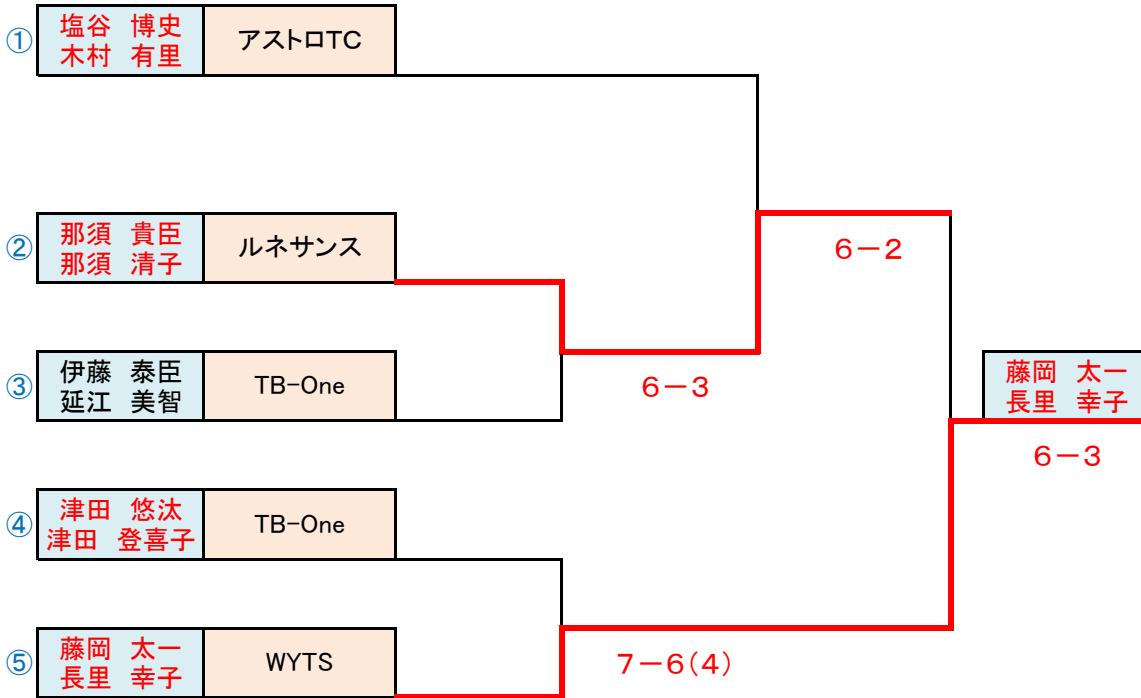 ①
塩谷 博史
木村 有里
アストロTC
②
那須 貴臣
那須 清子
ルネサンス
6-2
③
伊藤 泰臣
延江 美智
TB-One
6-3
藤岡 太一
長里 幸子
6-3
④
津田 悠汰
津田 登喜子
TB-One
⑤
藤岡 太一
長里 幸子
WYTS
7-6(4)